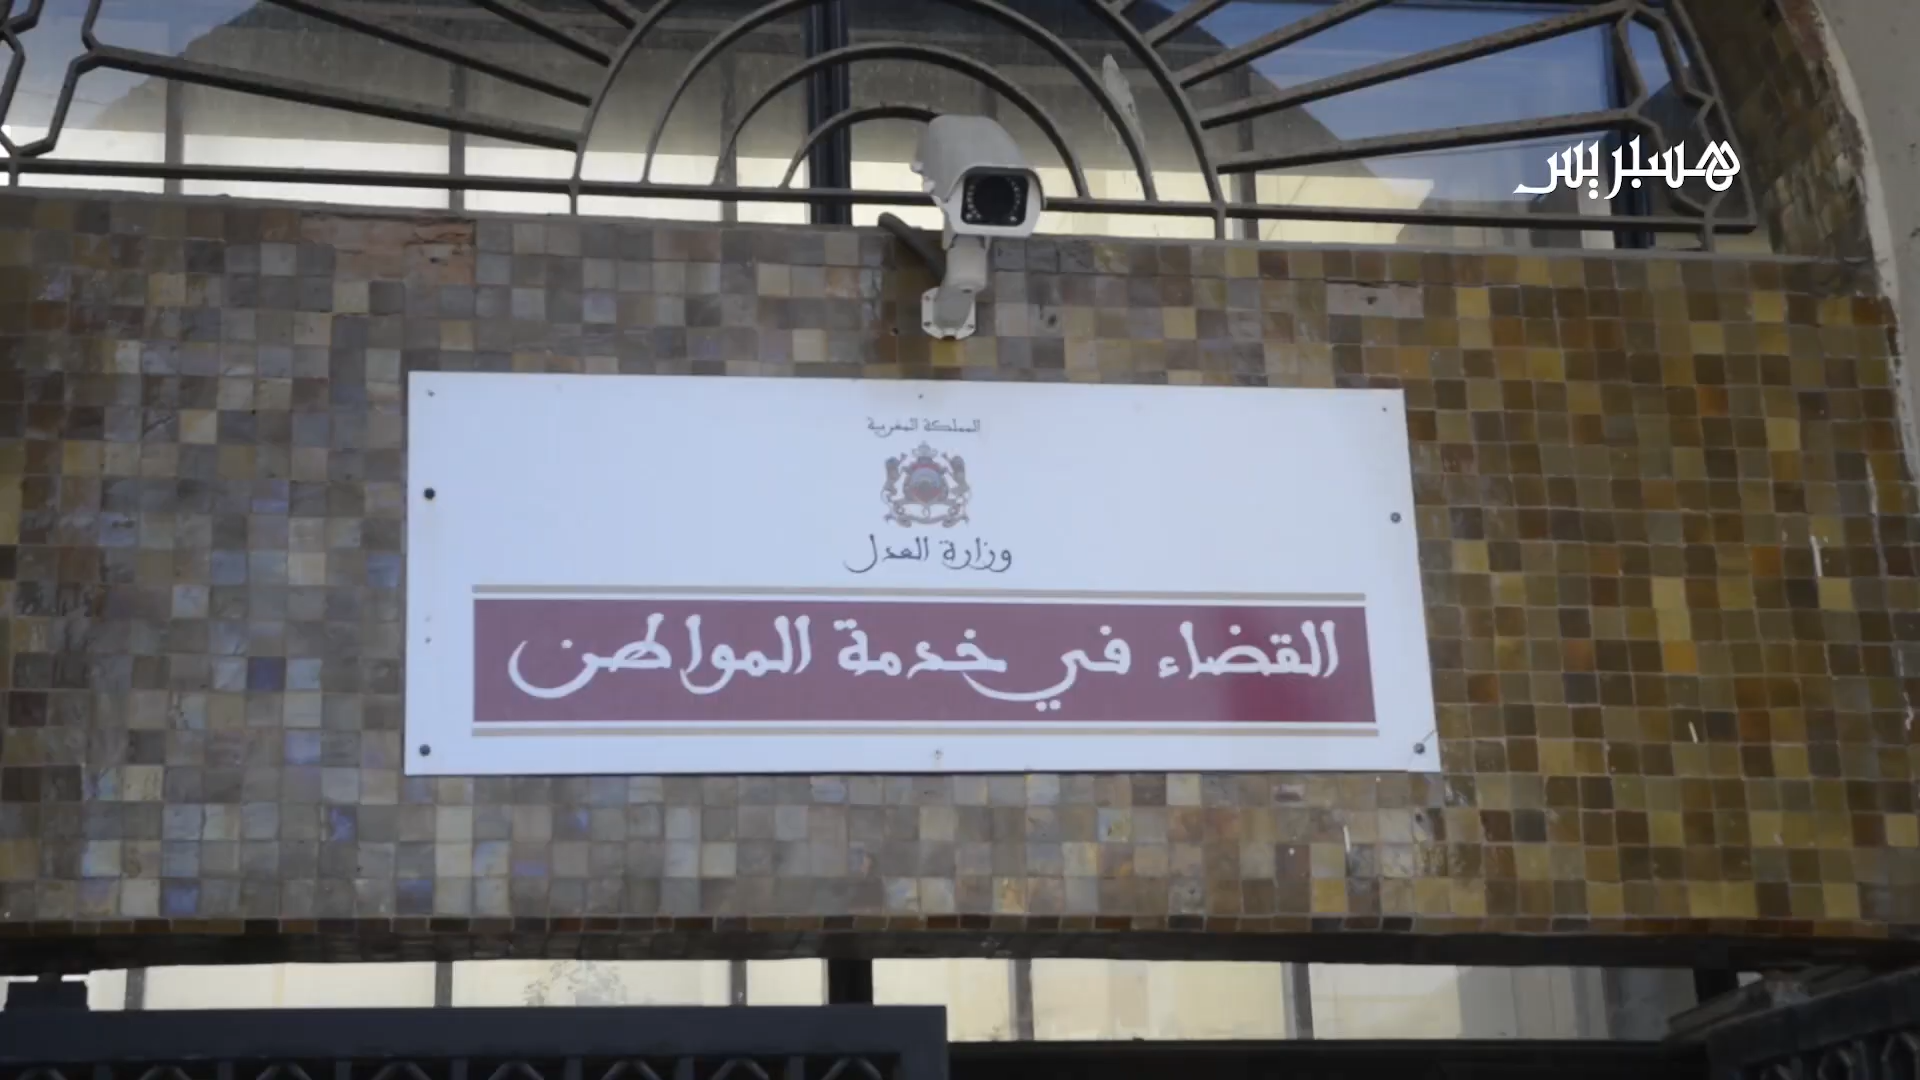 هسبريس
المملكة المغربية
وزارة العدل
القضاء في خدمة المواطن